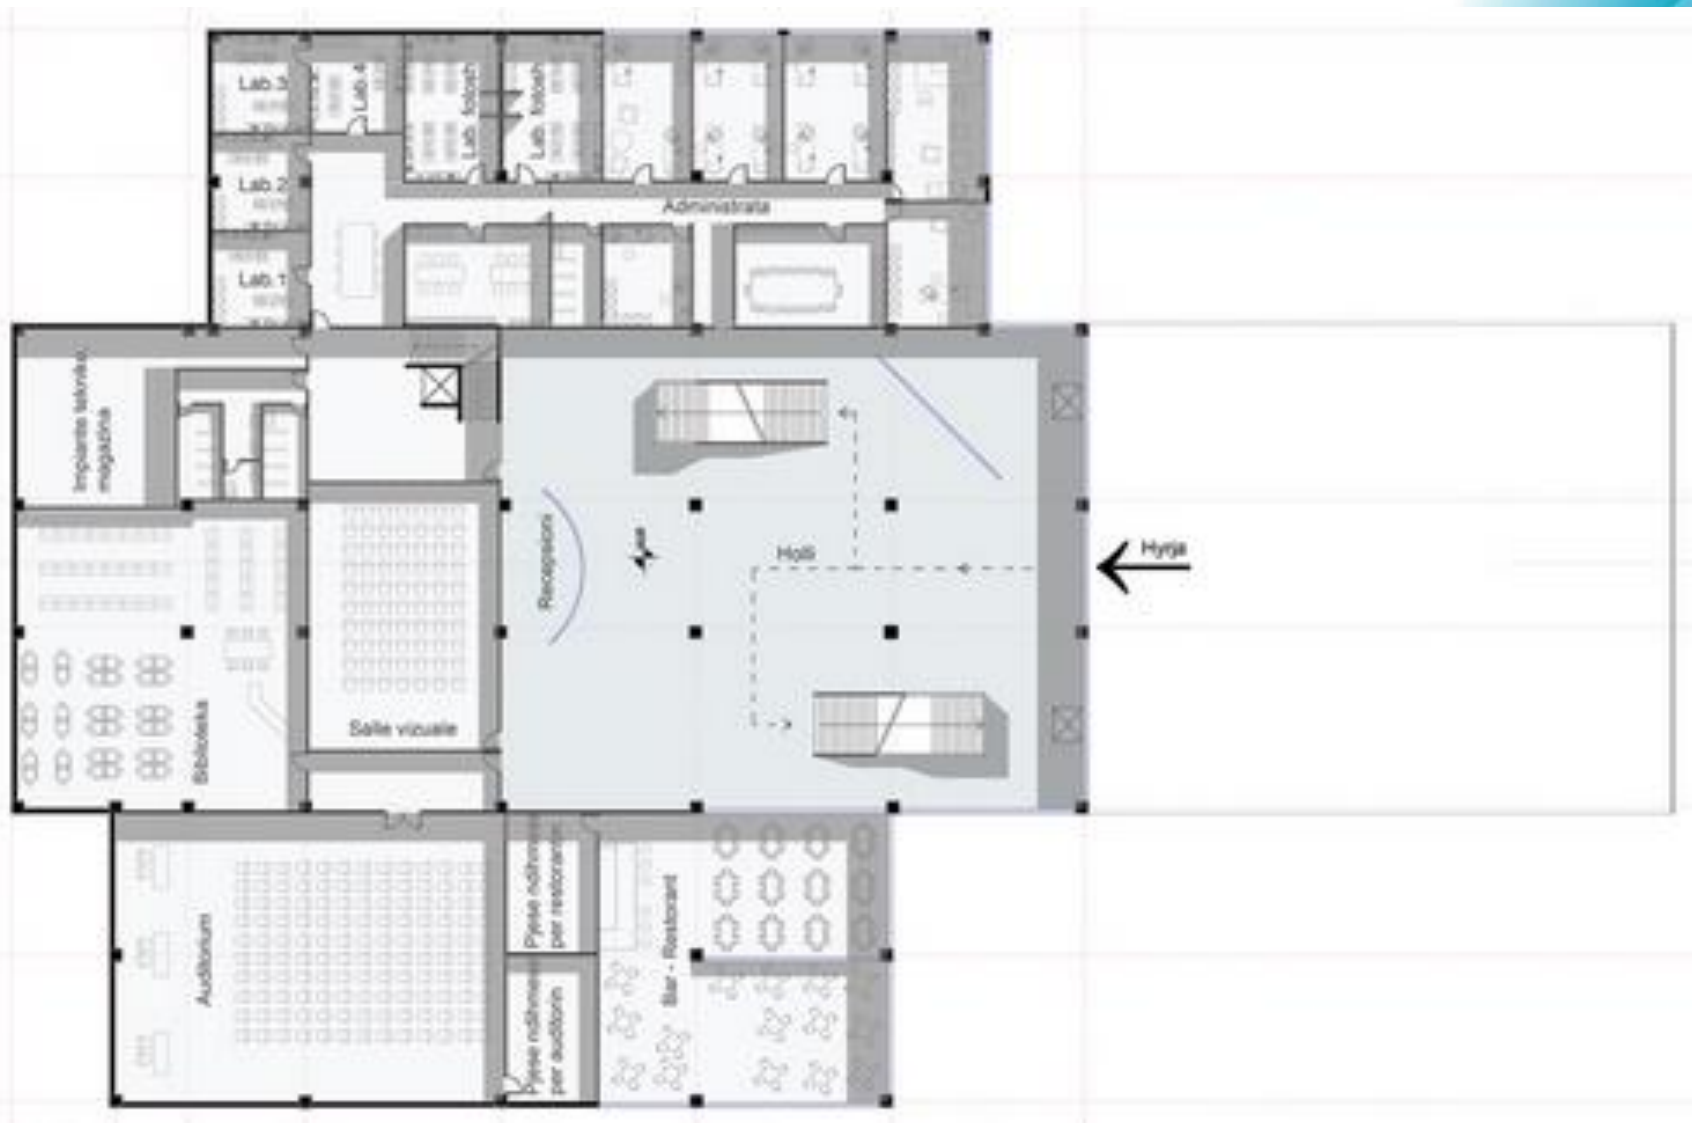 Lab.3
Lab.4
Lab. fotosh
Lab. fotosh
Lab.2
Administrata
Lab.1
Impiante teknike,
magazina
Recepsioni
Holli
Hyrja
Salle vizuale
Biblioteka
Auditorium
Pjese ndihmese
per restorantin
Bar - Restorant
Pjese ndihmese
per auditorin